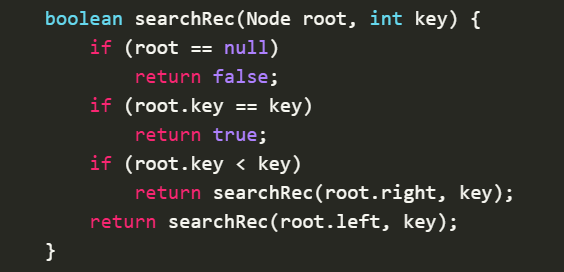 boolean searchRec(Node root, int key) {
    if (root == null)
        return false;
    if (root.key == key)
        return true;
    if (root.key < key)
        return searchRec(root.right, key);
    return searchRec(root.left, key);
}